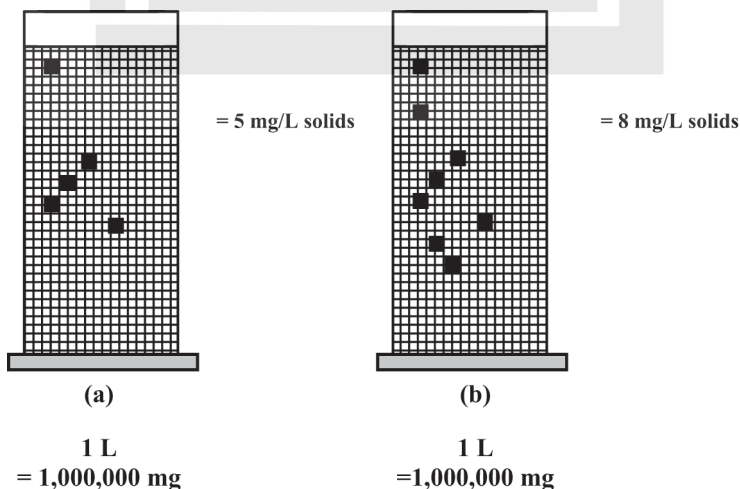 = 5 mg/L solids
= 8 mg/L solids
(a)
(b)
1 L
= 1,000,000 mg
1 L
=1,000,000 mg